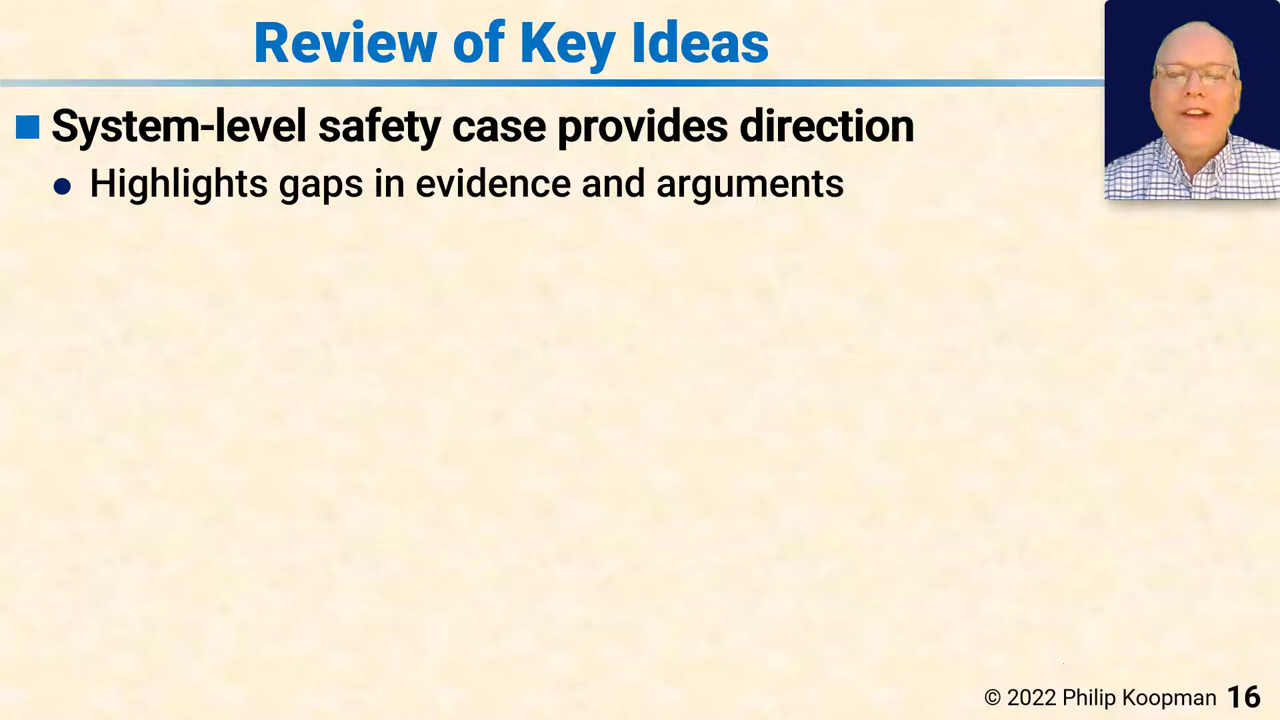 Review of Key Ideas
System-level safety case provides direction
Highlights gaps in evidence and arguments
© 2022 Philip Koopman 16